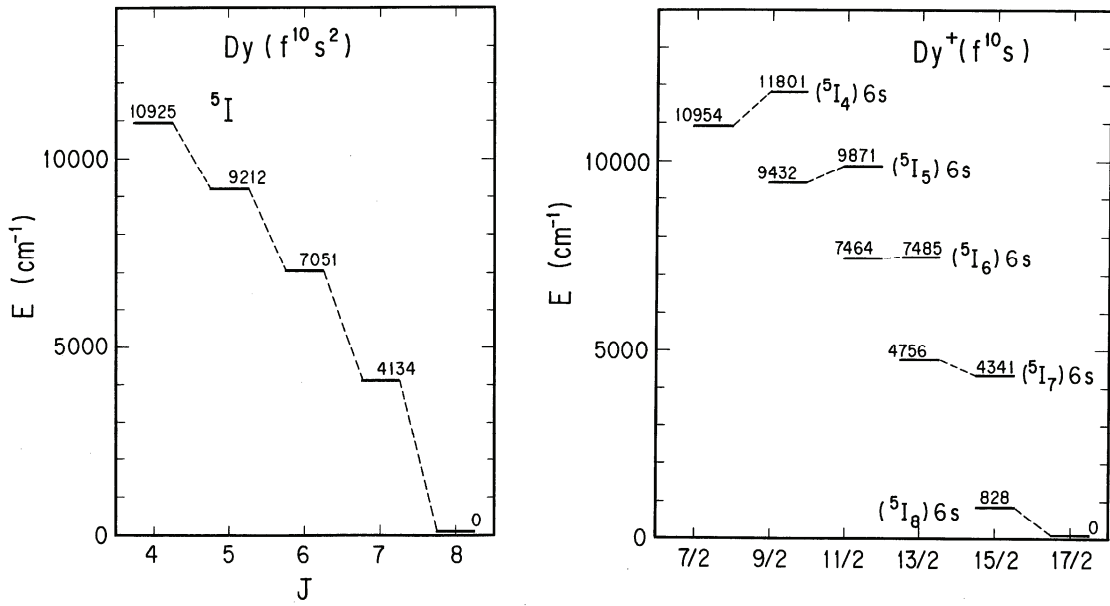 Dy (f¹⁰s²)
⁵I
10925
9212
7051
4134
0
10000
5000
0
E (cm⁻¹)
4 5 6 7 8
J
Dy⁺(f¹⁰s)
10954 11801 (⁵I₄) 6s
9432 9871 (⁵I₅) 6s
7464 7485 (⁵I₆) 6s
4756 4341 (⁵I₇) 6s
(⁵I₈) 6s 828 0
10000
5000
0
E (cm⁻¹)
7/2 9/2 11/2 13/2 15/2 17/2